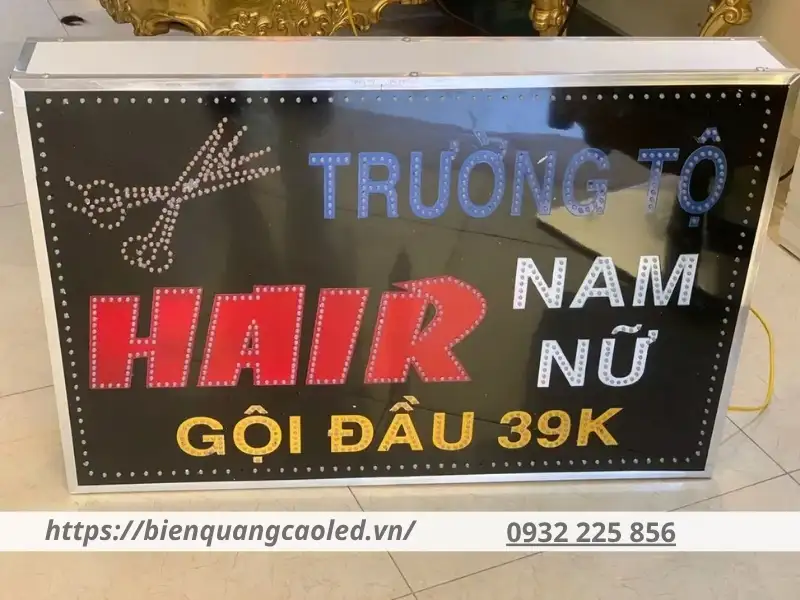 TRƯỜNG TỘ
HAIR
NAM
NỮ
GỘI ĐẦU 39K
https://bienquangcaoled.vn/
0932 225 856